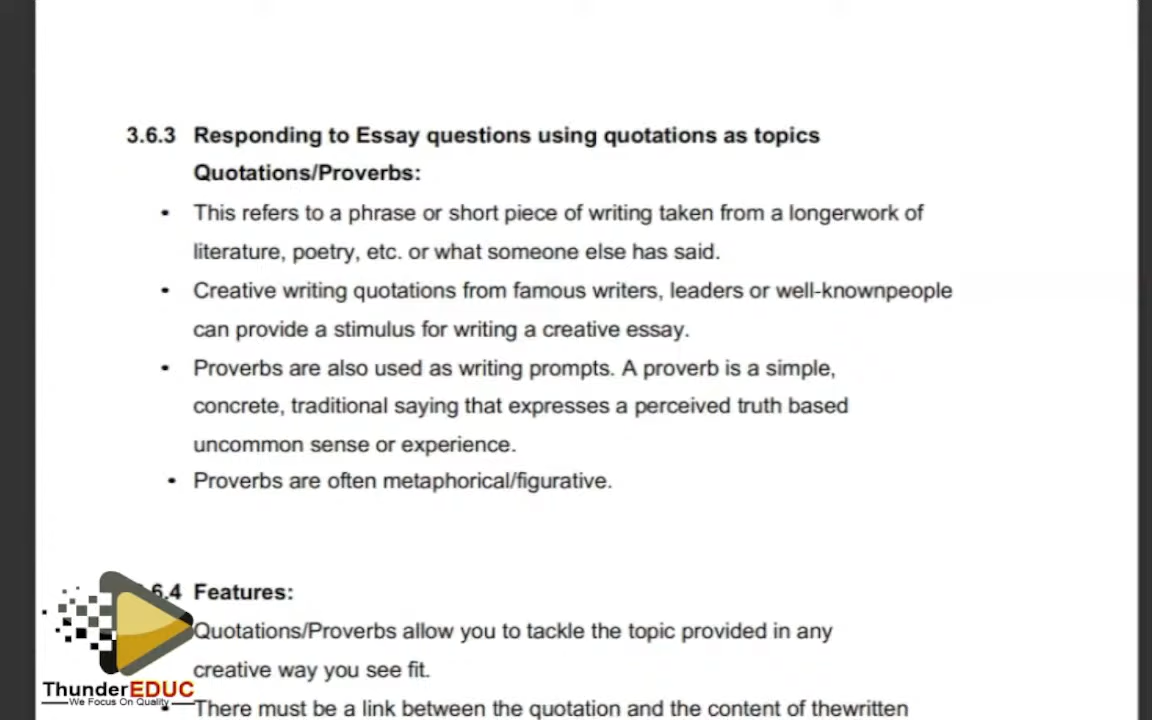 3.6.3 Responding to Essay questions using quotations as topics
Quotations/Proverbs:
• This refers to a phrase or short piece of writing taken from a longerwork of
literature, poetry, etc. or what someone else has said.
• Creative writing quotations from famous writers, leaders or well-knownpeople
can provide a stimulus for writing a creative essay.
• Proverbs are also used as writing prompts. A proverb is a simple,
concrete, traditional saying that expresses a perceived truth based
uncommon sense or experience.
• Proverbs are often metaphorical/figurative.
6.4 Features:
Quotations/Proverbs allow you to tackle the topic provided in any
creative way you see fit.
• There must be a link between the quotation and the content of thewritten
ThunderEDUC
We Focus On Quality